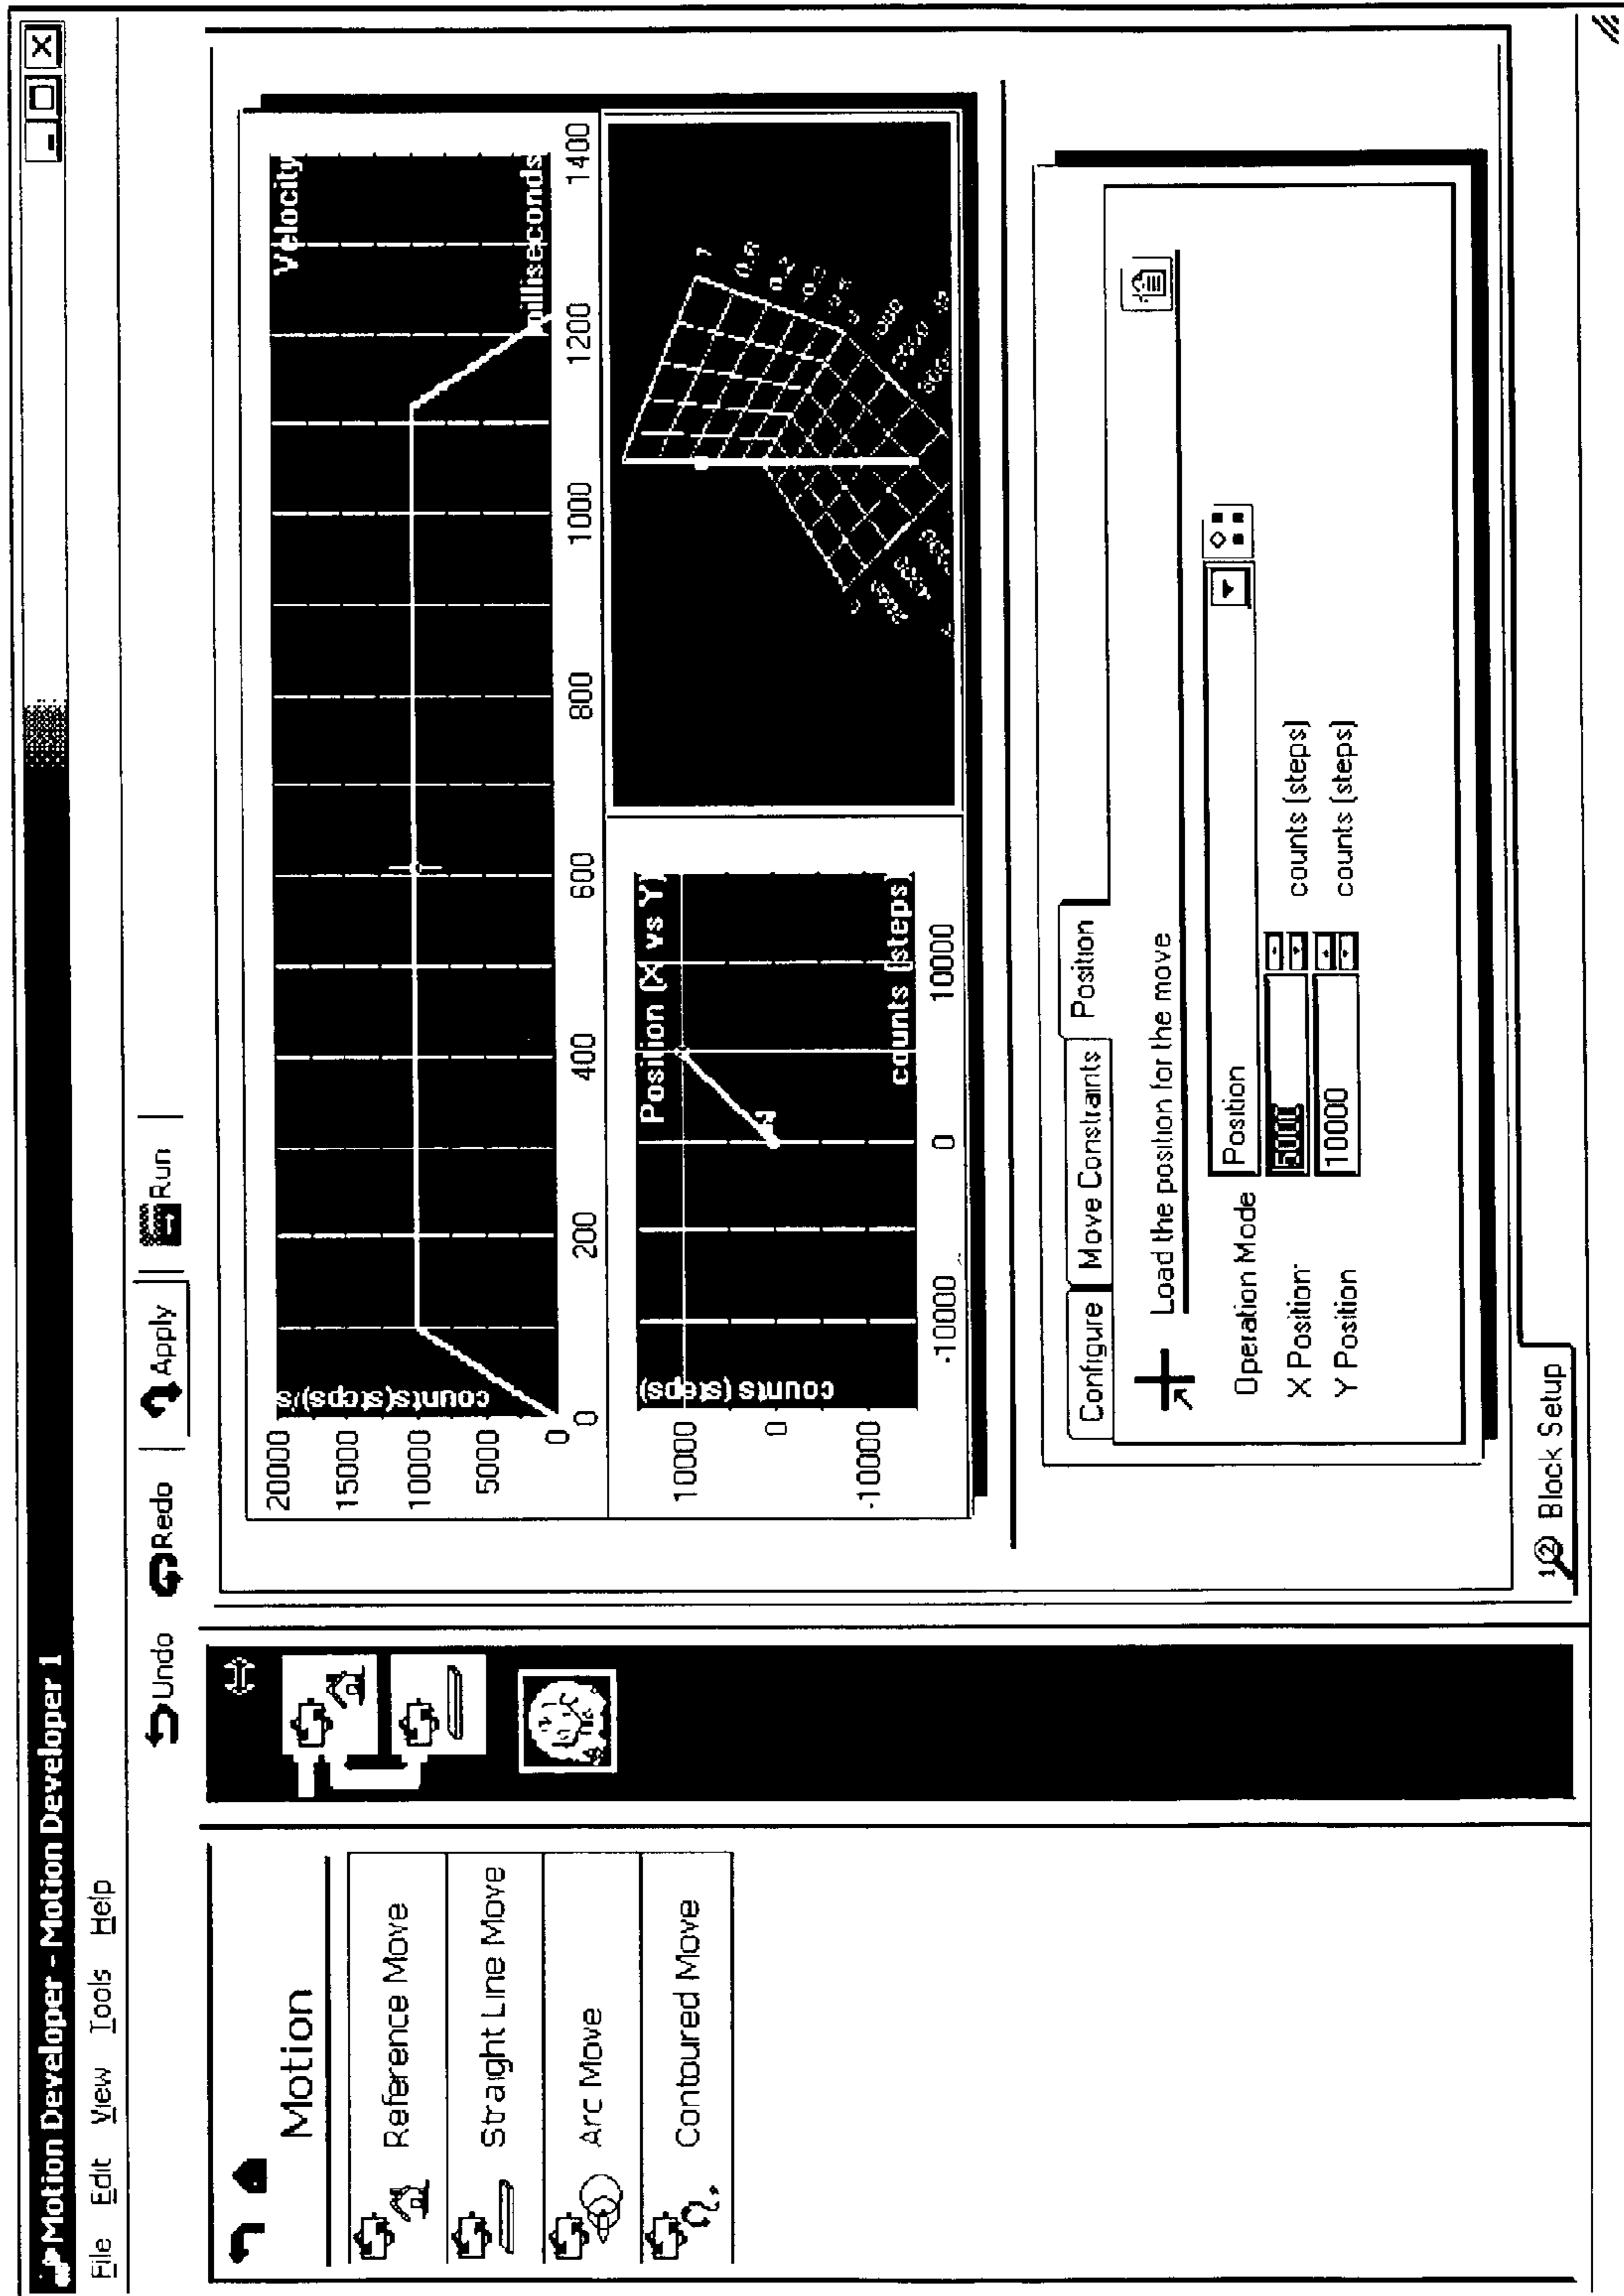 Motion Developer - Motion Developer 1
File Edit View Tools Help
Undo Redo Apply Run
Motion
Reference Move
Straight Line Move
Arc Move
Contoured Move
Velocity
counts(steps)/s
20000
15000
10000
5000
0
0 200 400 600 800 1000 1200 1400
Position (X vs Y)
counts (steps)
10000
0
-10000
counts (steps)
-10000 0 10000
Configure Move Constraints Position
Load the position for the move
Operation Mode Position
X Position 5000 counts (steps)
Y Position 10000 counts (steps)
Block Setup